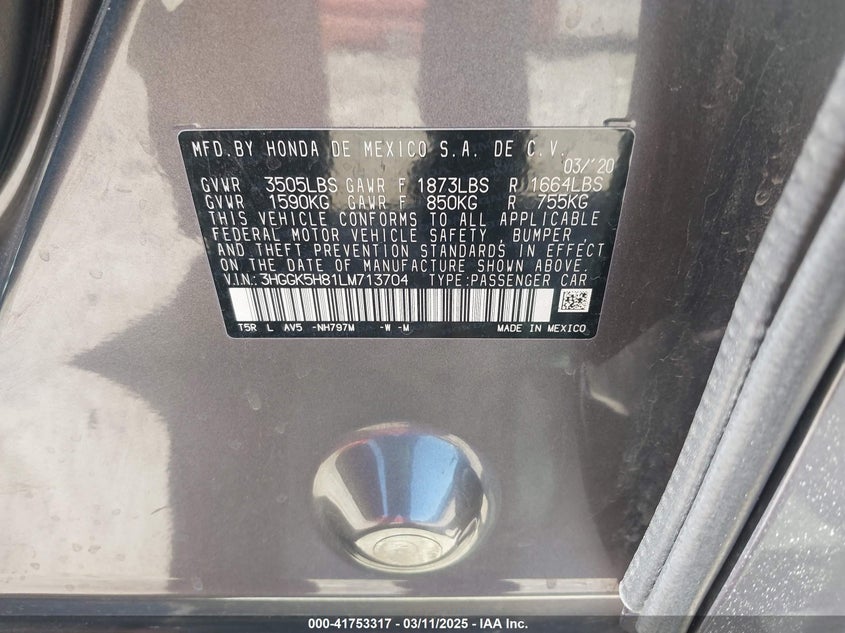 MFD.BY HONDA DE MEXICO S.A. DE C.V.
03/'20
GVWR 3505LBS GAWR F 1873LBS R 1664LBS
GVWR 1590KG GAWR F 850KG R 755KG
THIS VEHICLE CONFORMS TO ALL APPLICABLE
FEDERAL MOTOR VEHICLE SAFETY, BUMPER,
AND THEFT PREVENTION STANDARDS IN EFFECT
ON THE DATE OF MANUFACTURE SHOWN ABOVE.
V.I.N.: 3HGGK5H81LM713704 TYPE:PASSENGER CAR
T5R L AV5 -NH797M -W -M MADE IN MEXICO
000-41753317 - 03/11/2025 - IAA Inc.